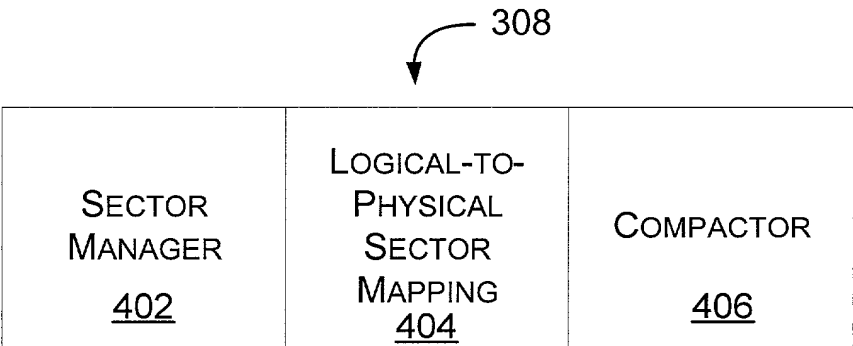 308
SECTOR
MANAGER
402
LOGICAL-TO-
PHYSICAL
SECTOR
MAPPING
404
COMPACTOR
406